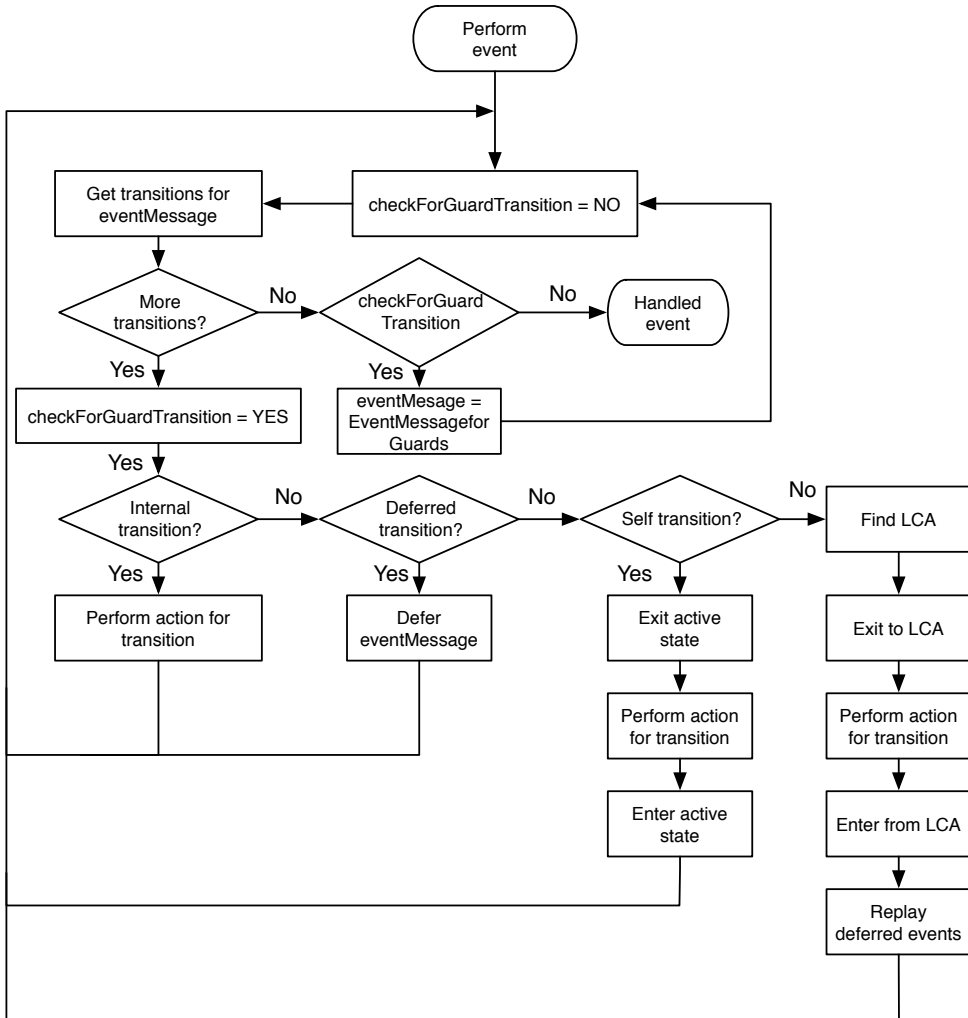 Perform
event
Get transitions for
eventMessage
checkForGuardTransition = NO
More
transitions?
No
checkForGuard
Transition
No
Handled
event
Yes
Yes
checkForGuardTransition = YES
eventMesage =
EventMessagefor
Guards
Yes
Internal
transition?
No
Deferred
transition?
No
Self transition?
No
Find LCA
Yes
Yes
Yes
Perform action for
transition
Defer
eventMessage
Exit active
state
Exit to LCA
Perform action
for transition
Perform action
for transition
Enter active
state
Enter from LCA
Replay
deferred events